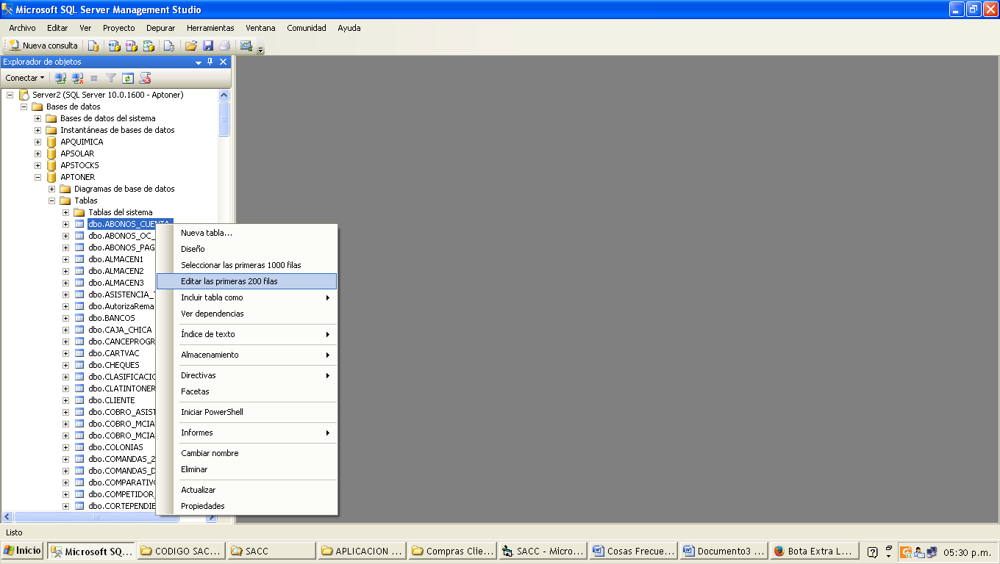 Microsoft SQL Server Management Studio
Archivo Editar Ver Proyecto Depurar Herramientas Ventana Comunidad Ayuda
Nueva consulta
Explorador de objetos
Conectar
Server2 (SQL Server 10.0.1600 - Aptoner)
Bases de datos
Bases de datos del sistema
Instantáneas de bases de datos
APQUIMICA
APSOLAR
APSTOCKS
APTONER
Diagramas de base de datos
Tablas
Tablas del sistema
dbo.ABONOS_CUENTA
dbo.ABONOS_OC_
dbo.ABONOS_PAG
dbo.ALMACEN1
dbo.ALMACEN2
dbo.ALMACEN3
dbo.ASISTENCIA_
dbo.AutorizaRema
dbo.BANCOS
dbo.CAJA_CHICA
dbo.CANCEPROGR
dbo.CARTVAC
dbo.CHEQUES
dbo.CLASIFICACIO
dbo.CLATINTONER
dbo.CLIENTE
dbo.COBRO_ASIST
dbo.COBRO_MCIA
dbo.COBRO_MCIA
dbo.COLONIAS
dbo.COMANDAS_2
dbo.COMANDAS_D
dbo.COMPARATIVO
dbo.COMPETIDOR
dbo.CORTEPENDIE
Nueva tabla...
Diseño
Seleccionar las primeras 1000 filas
Editar las primeras 200 filas
Incluir tabla como
Ver dependencias
Índice de texto
Almacenamiento
Directivas
Facetas
Iniciar PowerShell
Informes
Cambiar nombre
Eliminar
Actualizar
Propiedades
Listo
Inicio Microsoft SQ... CODIGO SAC... SACC APLICACION ... Compras Clie... SACC - Micro... Cosas Frecue... Documento3 ... Bota Extra L... 05:30 p.m.